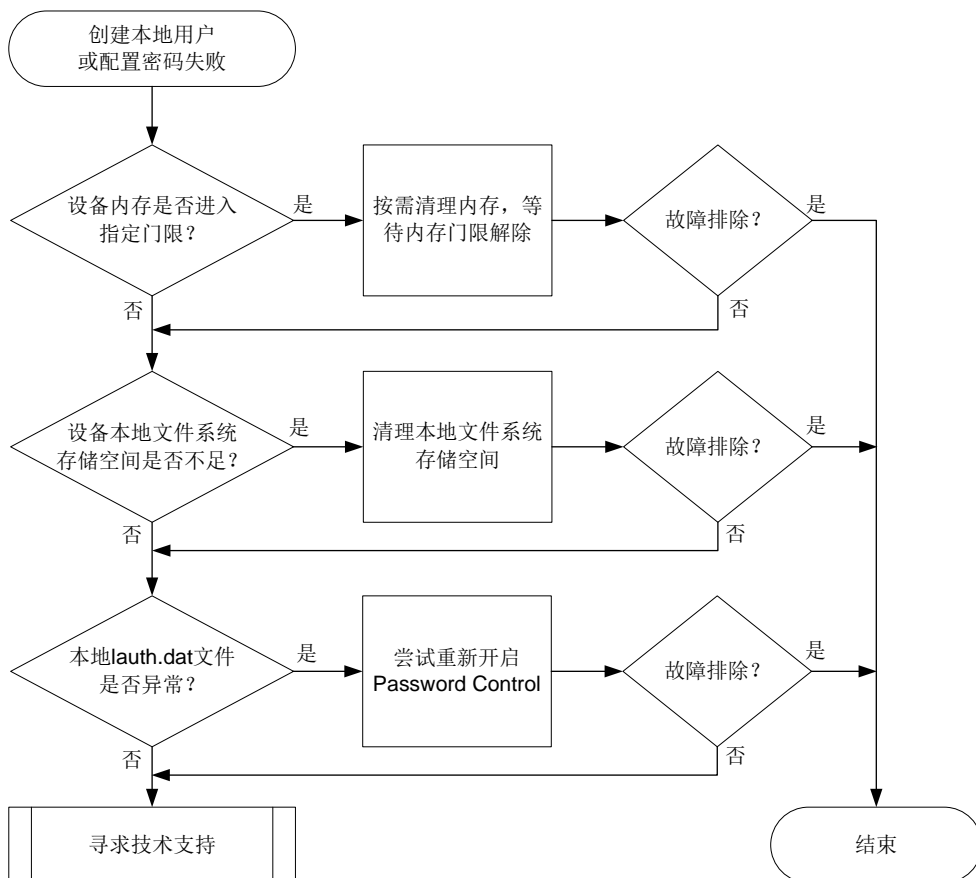 创建本地用户
或配置密码失败
设备内存是否进入
指定门限？
是
按需清理内存，等
待内存门限解除
故障排除？
是
否
否
设备本地文件系统
存储空间是否不足？
是
清理本地文件系统
存储空间
故障排除？
是
否
否
本地lauth.dat文件
是否异常？
是
尝试重新开启
Password Control
故障排除？
是
否
否
寻求技术支持
结束